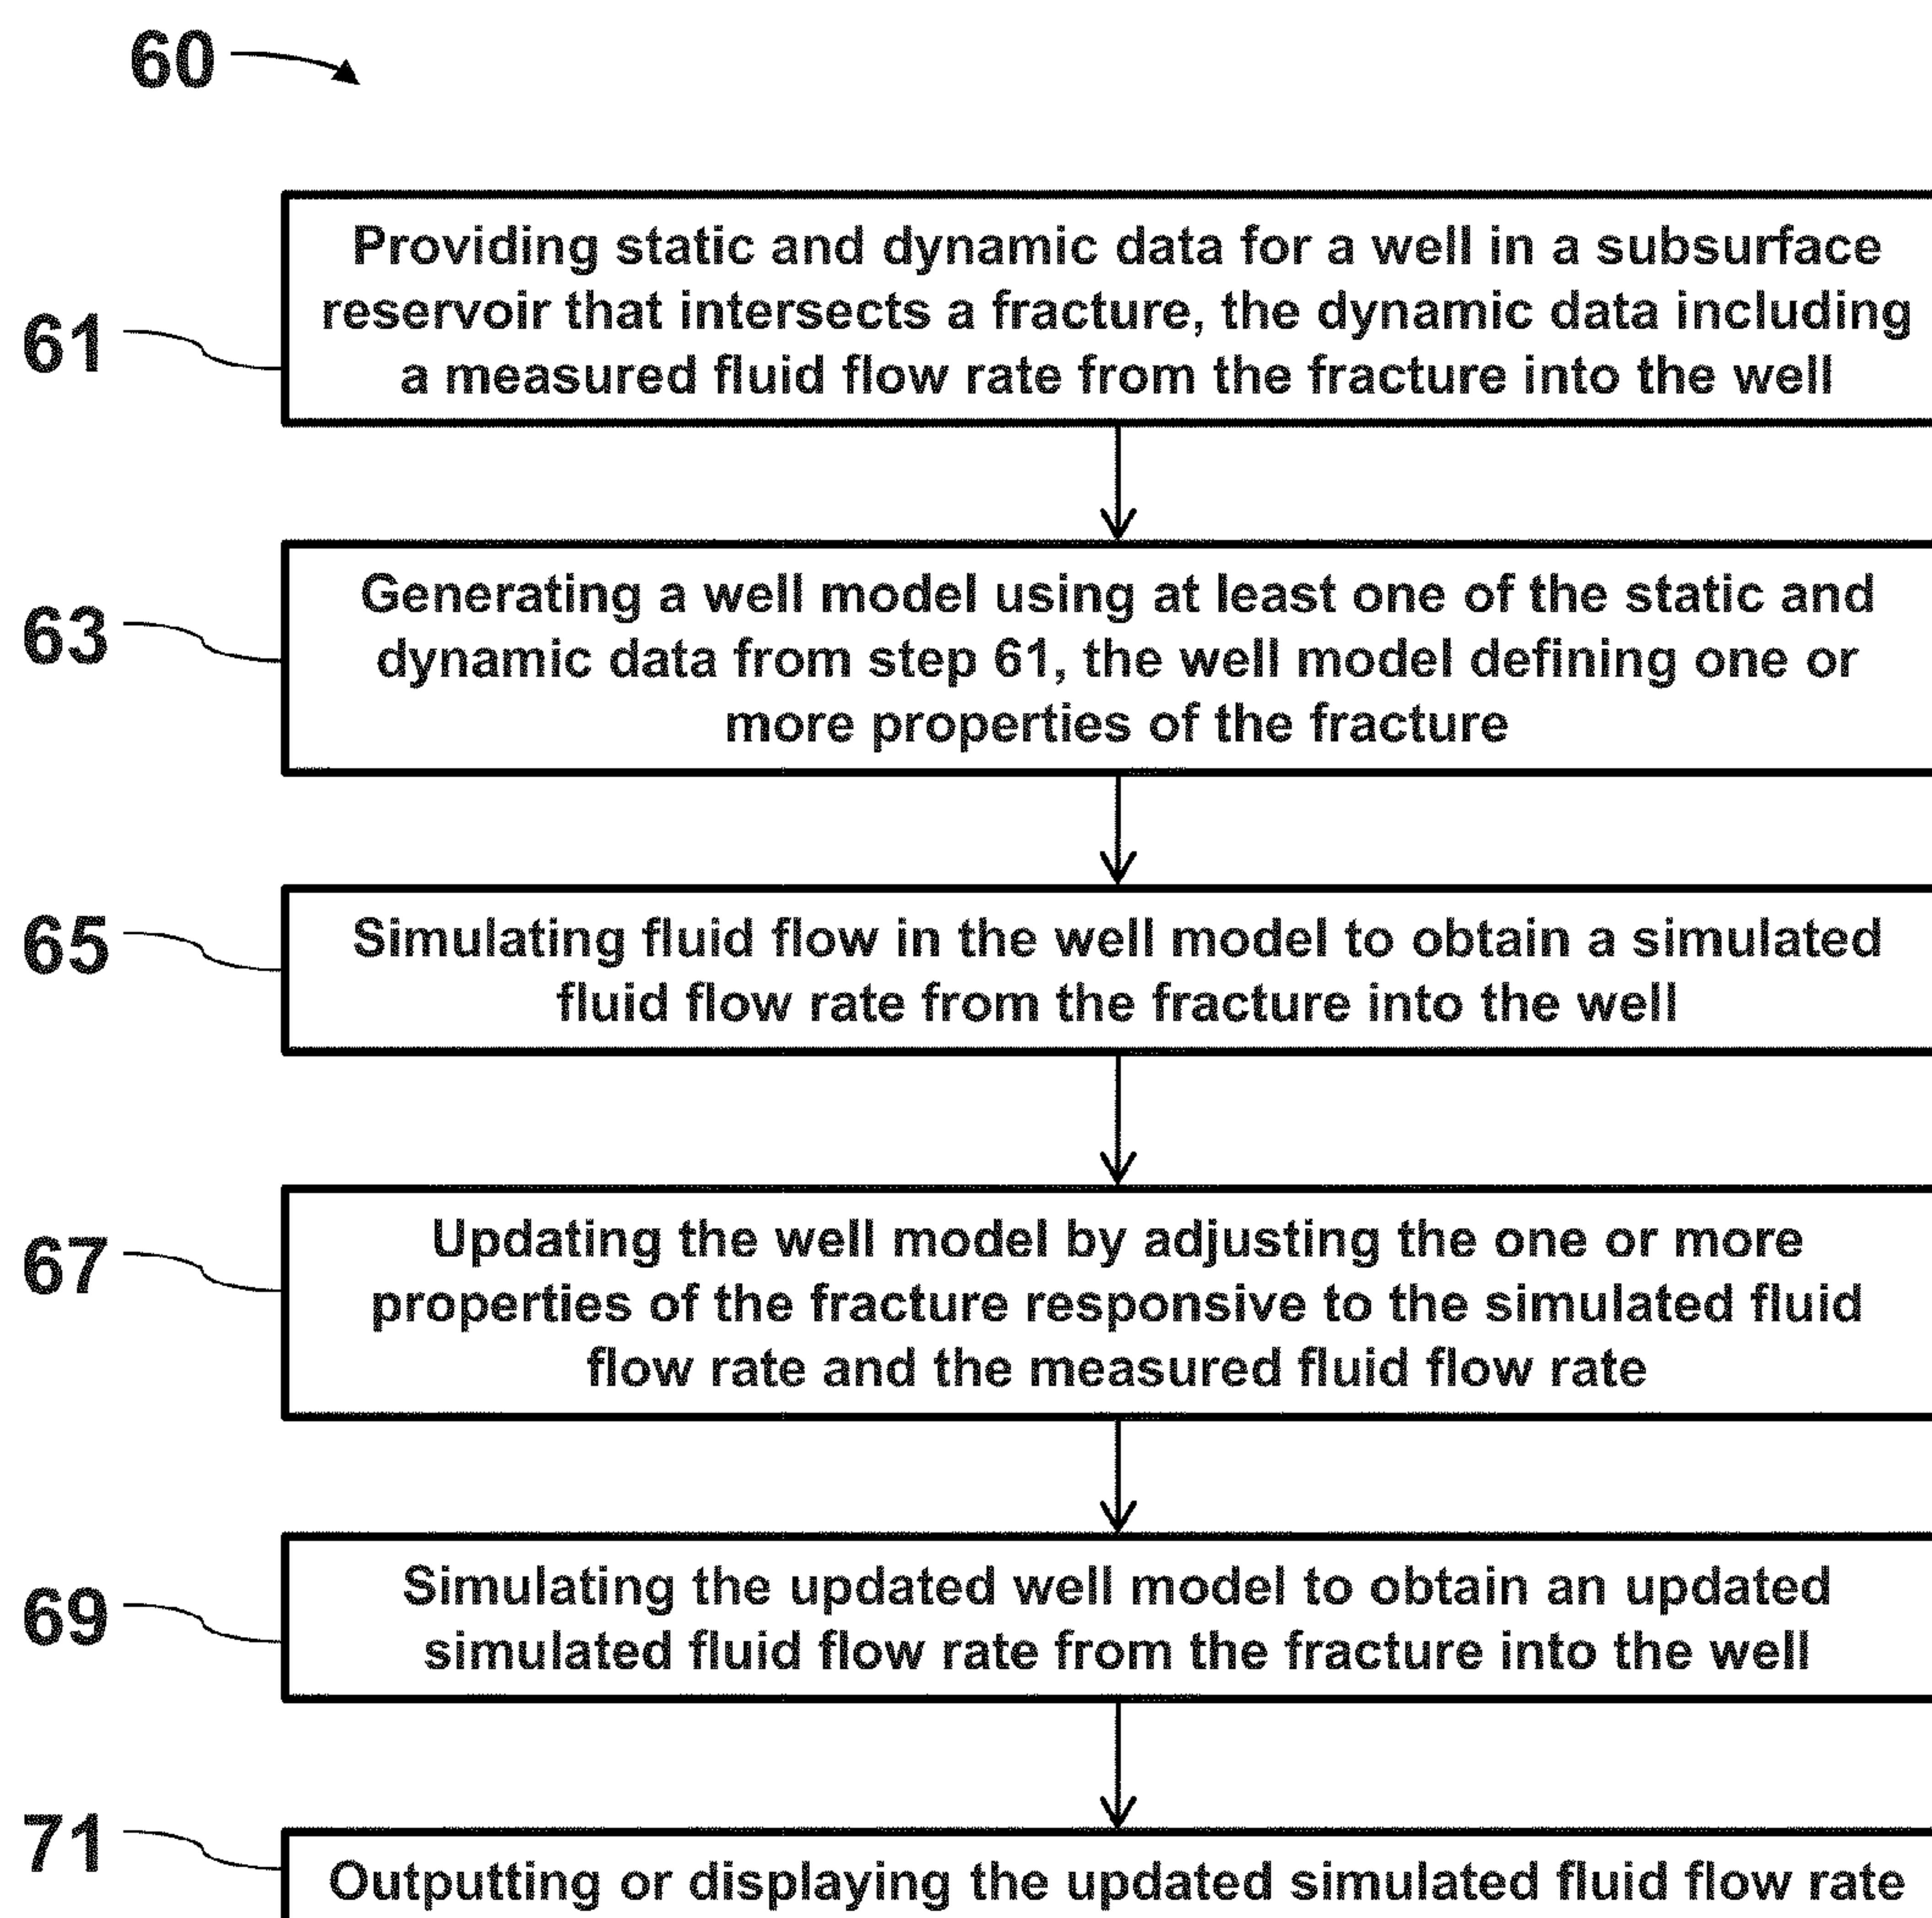 60
61
Providing static and dynamic data for a well in a subsurface
reservoir that intersects a fracture, the dynamic data including
a measured fluid flow rate from the fracture into the well
63
Generating a well model using at least one of the static and
dynamic data from step 61, the well model defining one or
more properties of the fracture
65
Simulating fluid flow in the well model to obtain a simulated
fluid flow rate from the fracture into the well
67
Updating the well model by adjusting the one or more
properties of the fracture responsive to the simulated fluid
flow rate and the measured fluid flow rate
69
Simulating the updated well model to obtain an updated
simulated fluid flow rate from the fracture into the well
71
Outputting or displaying the updated simulated fluid flow rate